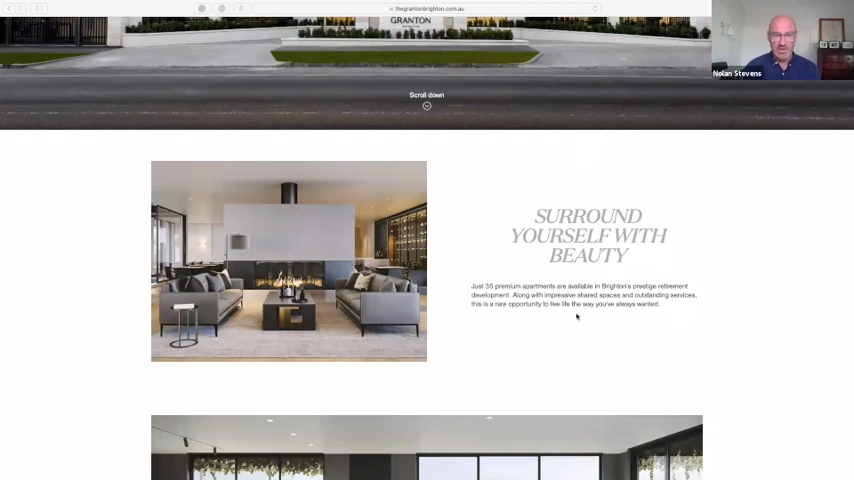 thegrantonbrighton.com.au
GRANTON
Nolan Stevens
Scroll down
SURROUND
YOURSELF WITH
BEAUTY
Just 35 premium apartments are available in Brighton's prestige retirement
development. Along with impressive shared spaces and outstanding services,
this is a rare opportunity to live life the way you've always wanted.